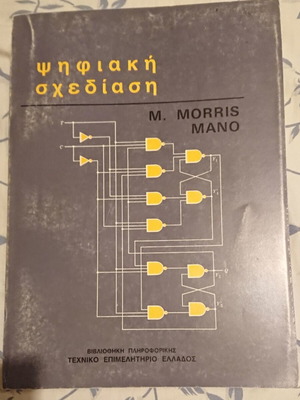 ψηφιακή
σχεδίαση
M. MORRIS
MANO
ΒΙΒΛΙΟΘΗΚΗ ΠΛΗΡΟΦΟΡΙΚΗΣ
ΤΕΧΝΙΚΟ ΕΠΙΜΕΛΗΤΗΡΙΟ ΕΛΛΑΔΟΣ